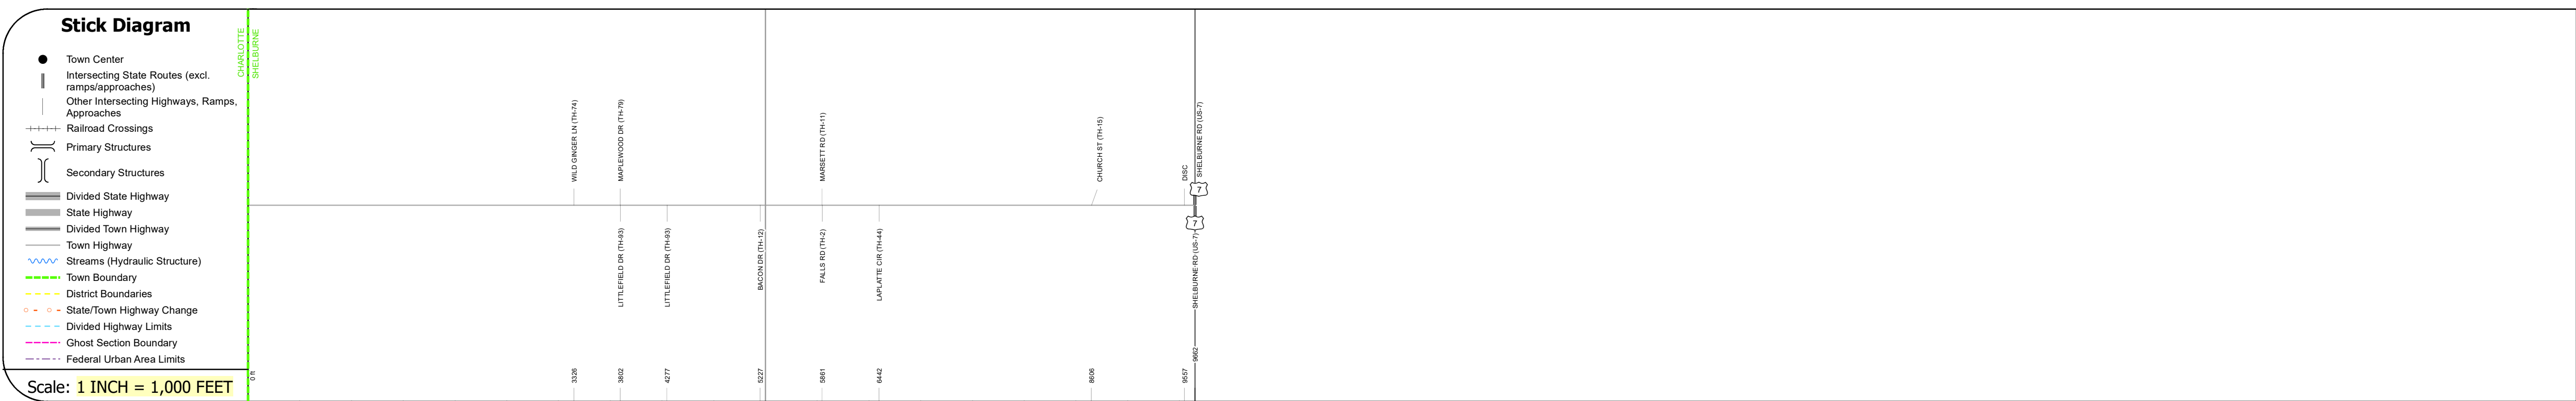 Stick Diagram
Town Center
Intersecting State Routes (excl.
ramps/approaches)
Other Intersecting Highways, Ramps,
Approaches
Railroad Crossings
Primary Structures
Secondary Structures
Divided State Highway
State Highway
Divided Town Highway
Town Highway
Streams (Hydraulic Structure)
Town Boundary
District Boundaries
State/Town Highway Change
Divided Highway Limits
Ghost Section Boundary
Federal Urban Area Limits
Scale: 1 INCH = 1,000 FEET
CHARLOTTE
SHELBURNE
WILD GINGER LN (TH-74)
MAPLEWOOD DR (TH-79)
MARSETT RD (TH-11)
CHURCH ST (TH-15)
DISC
SHELBURNE RD (US-7)
7
7
LITTLEFIELD DR (TH-93)
LITTLEFIELD DR (TH-93)
BACON DR (TH-12)
FALLS RD (TH-2)
LAPLATTE CIR (TH-44)
SHELBURNE RD (US-7)
0 ft
3326
3802
4277
5227
5861
6442
8606
9557
9662